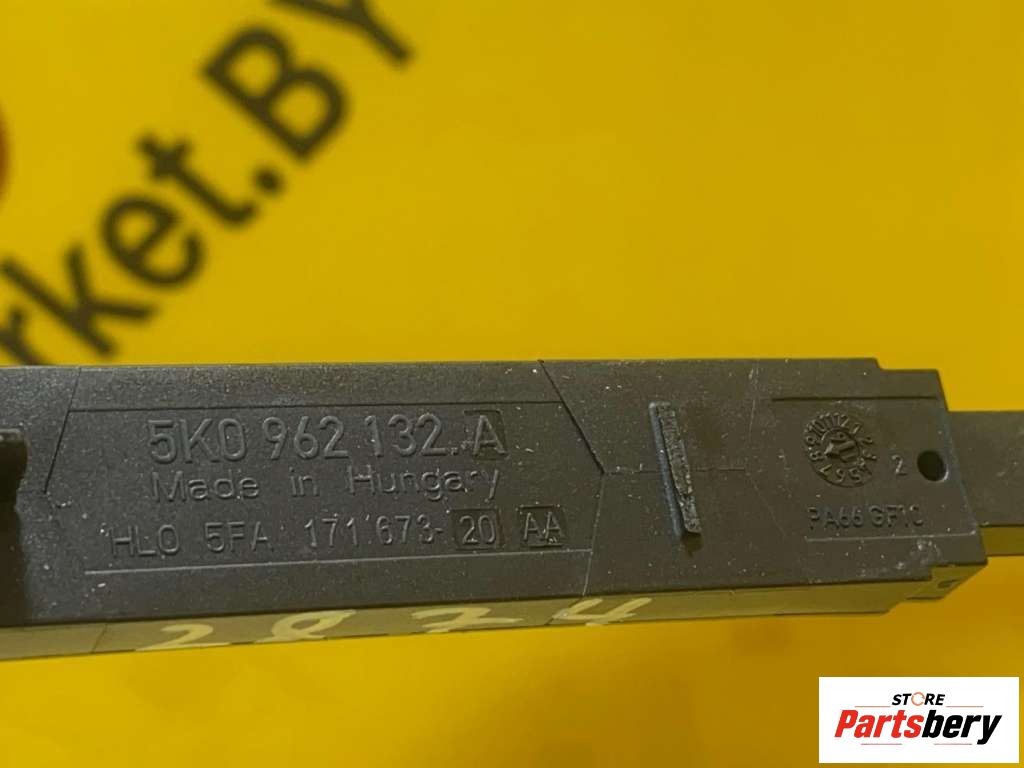 rket.BY
5K0 962 132.A
Made in Hungary
HLO 5FA 171 673-20 AA
2
PA66 GF10
2874
STORE
Partsbery